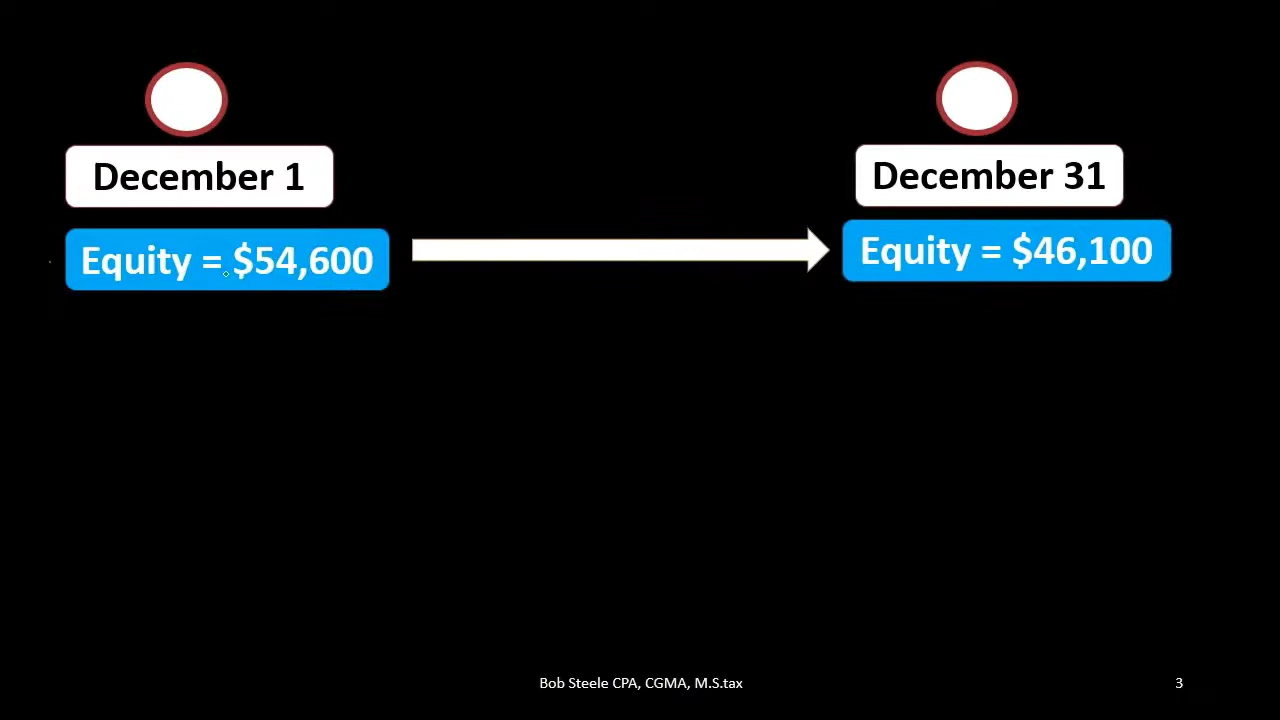 December 1
December 31
Equity = $54,600
Equity = $46,100
Bob Steele CPA, CGMA, M.S.tax
3